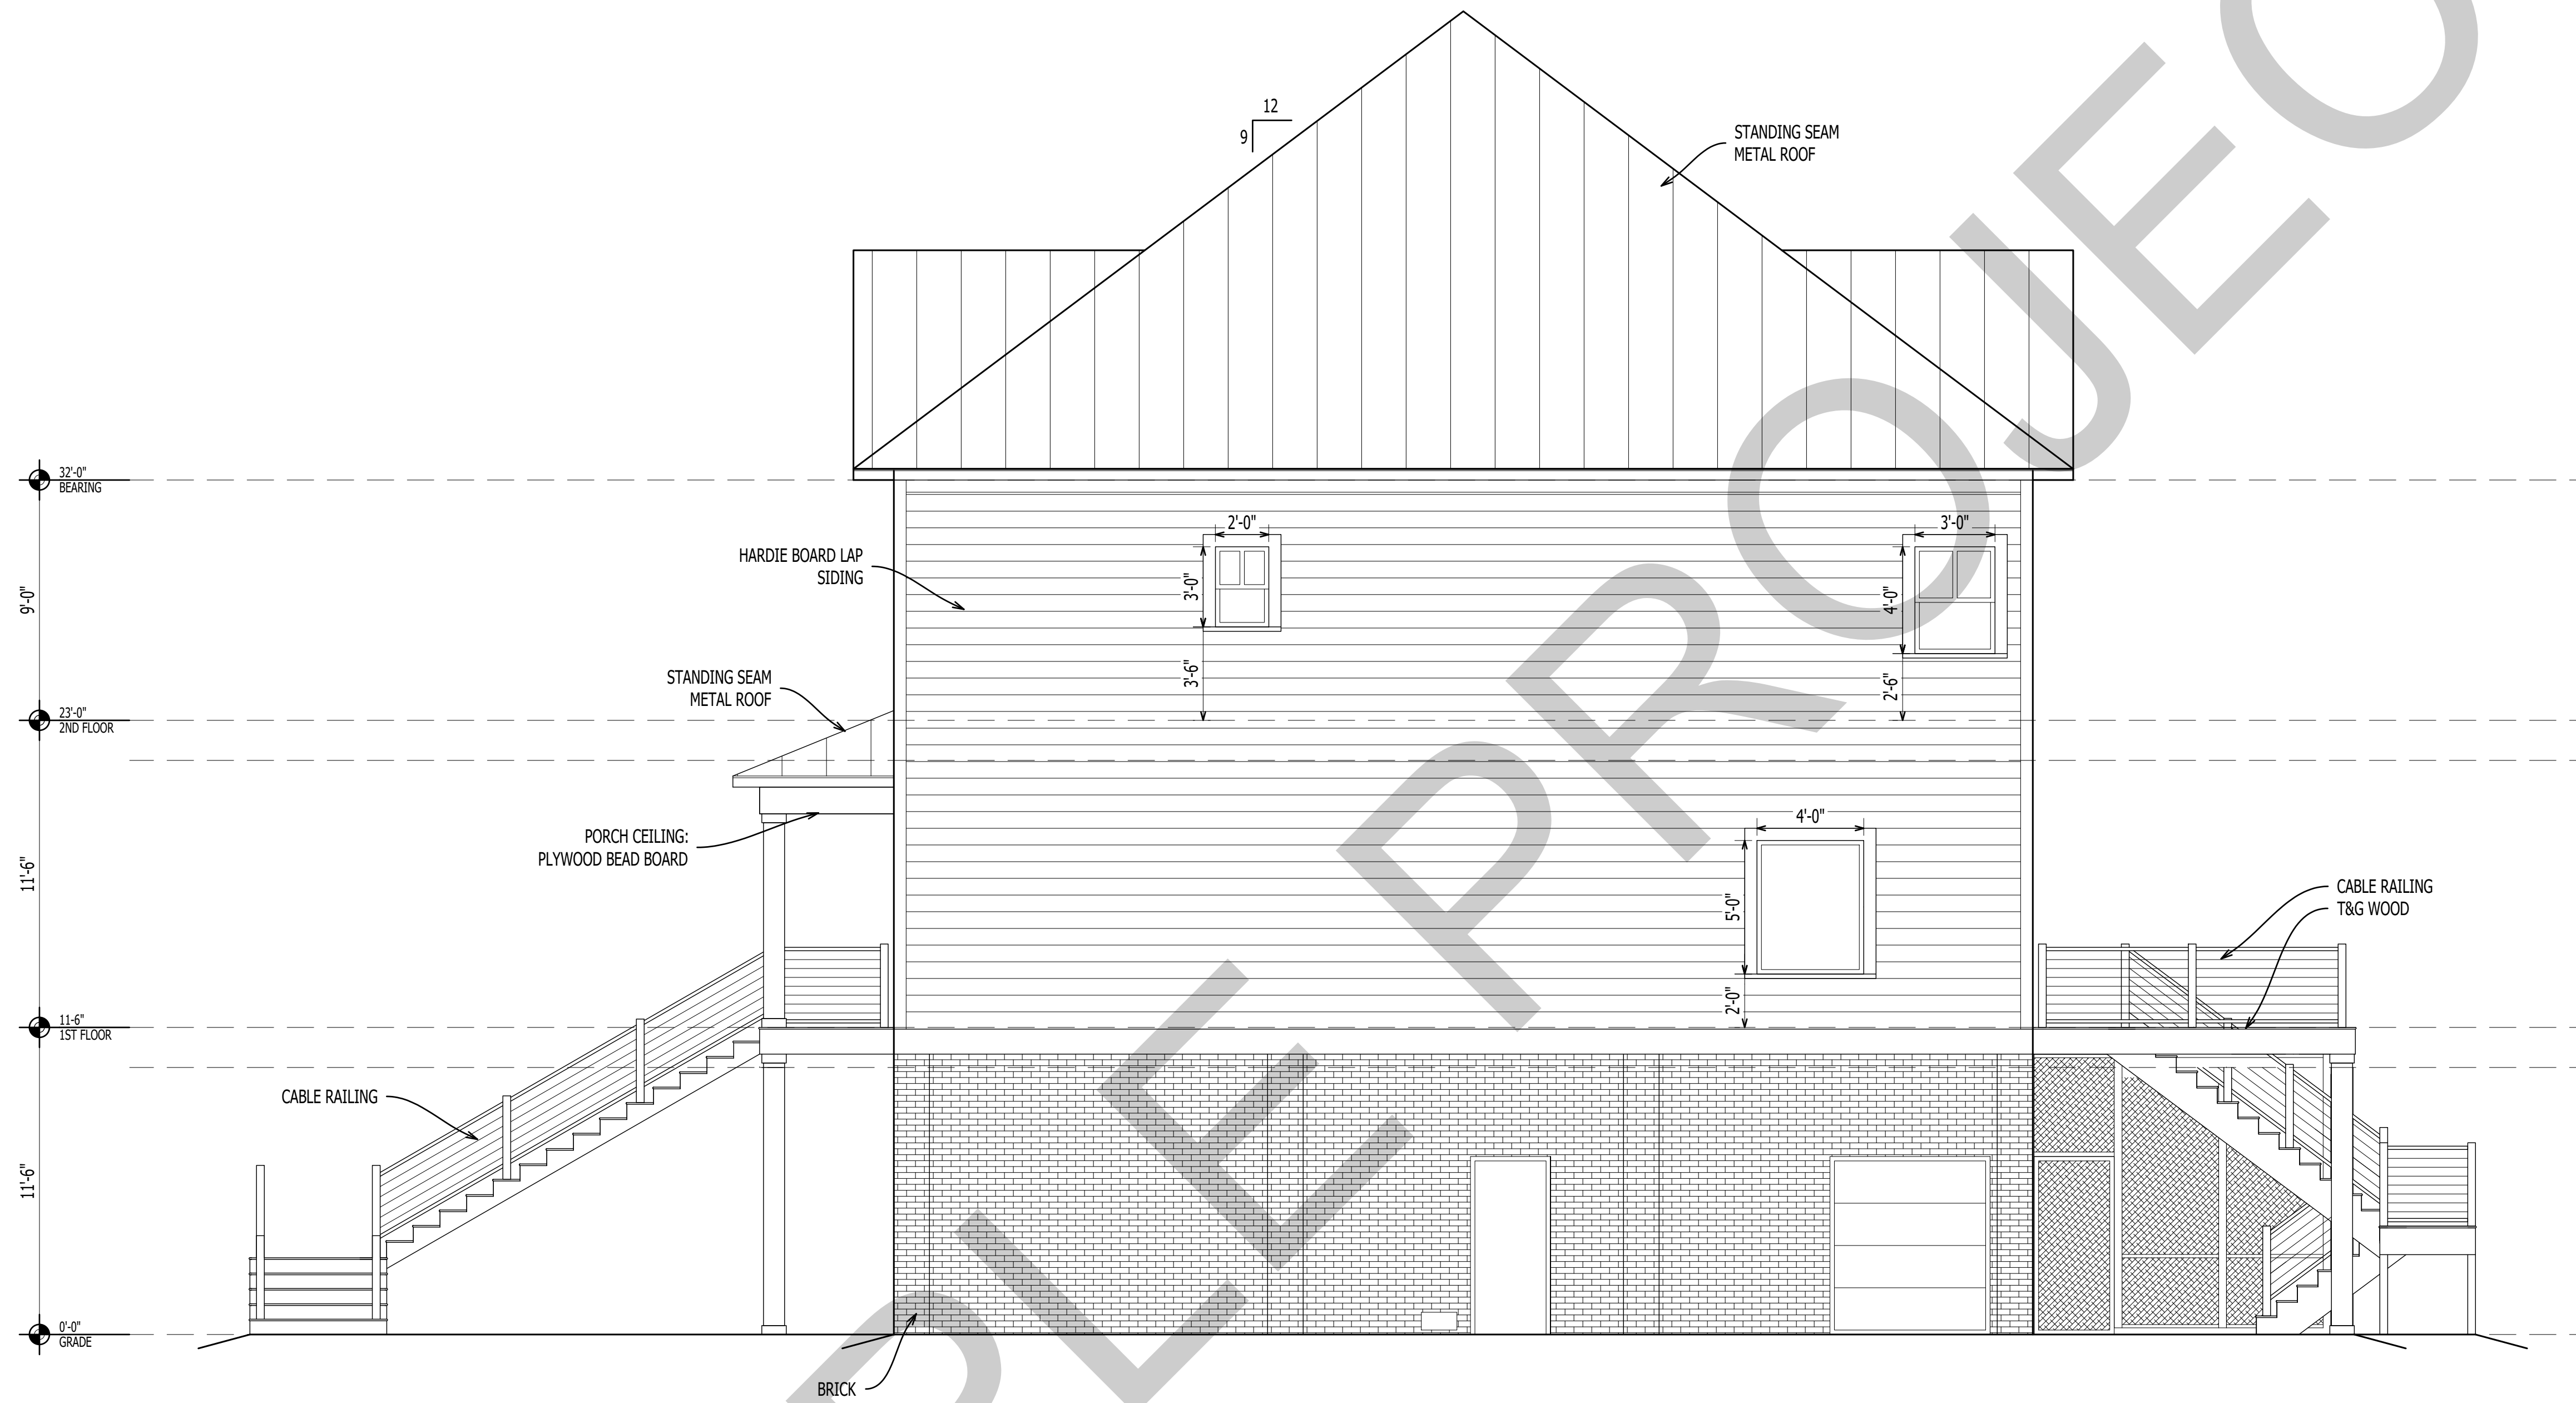 12
9
STANDING SEAM
METAL ROOF
32'-0"
BEARING
9'-0"
HARDIE BOARD LAP
SIDING
2'-0"
3'-0"
3'-6"
3'-0"
4'-0"
2'-6"
STANDING SEAM
METAL ROOF
23'-0"
2ND FLOOR
PORCH CEILING:
PLYWOOD BEAD BOARD
11'-6"
4'-0"
5'-0"
2'-0"
CABLE RAILING
T&G WOOD
11-6"
1ST FLOOR
CABLE RAILING
11'-6"
0'-0"
GRADE
BRICK
PLE PROJEC